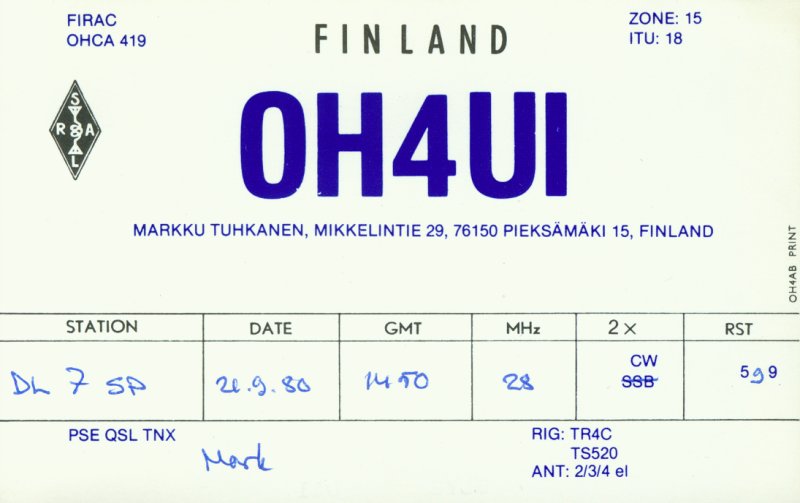 FIRAC
OHCA 419
FINLAND
ZONE: 15
ITU: 18
S
R A
L
OH4UI
MARKKU TUHKANEN, MIKKELINTIE 29, 76150 PIEKSÄMÄKI 15, FINLAND
OH4AB PRINT
STATION DATE GMT MHz 2 X RST
DL 7 SP 21.9.80 1450 28 CW 599
SSB
PSE QSL TNX
Mark
RIG: TR4C
TS520
ANT: 2/3/4 el